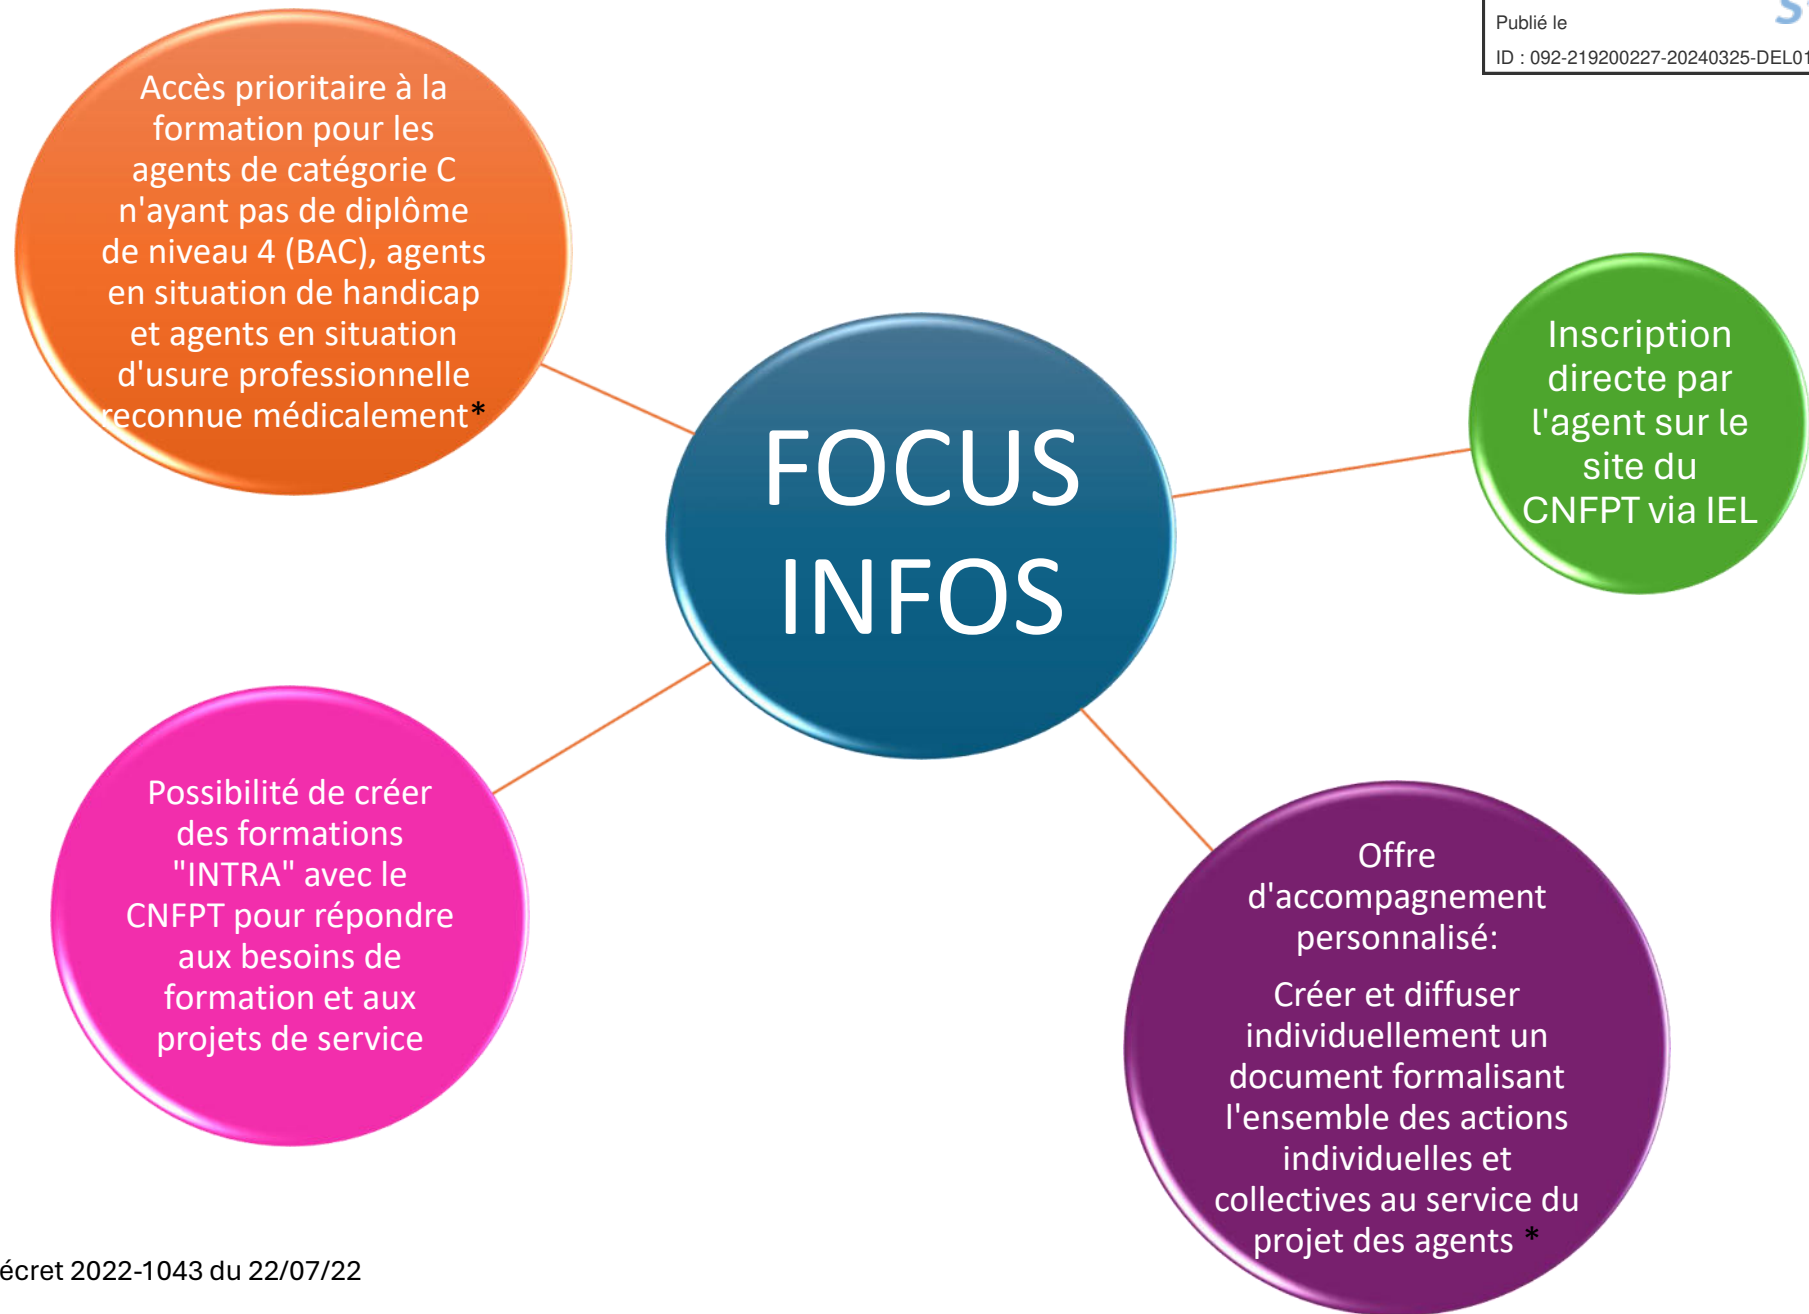 Publié le
ID : 092-219200227-20240325-DEL01
Accès prioritaire à la
formation pour les
agents de catégorie C
n'ayant pas de diplôme
de niveau 4 (BAC), agents
en situation de handicap
et agents en situation
d'usure professionnelle
reconnue médicalement*
FOCUS
INFOS
Inscription
directe par
l'agent sur le
site du
CNFPT via IEL
Possibilité de créer
des formations
"INTRA" avec le
CNFPT pour répondre
aux besoins de
formation et aux
projets de service
Offre
d'accompagnement
personnalisé:
Créer et diffuser
individuellement un
document formalisant
l'ensemble des actions
individuelles et
collectives au service du
projet des agents *
écret 2022-1043 du 22/07/22